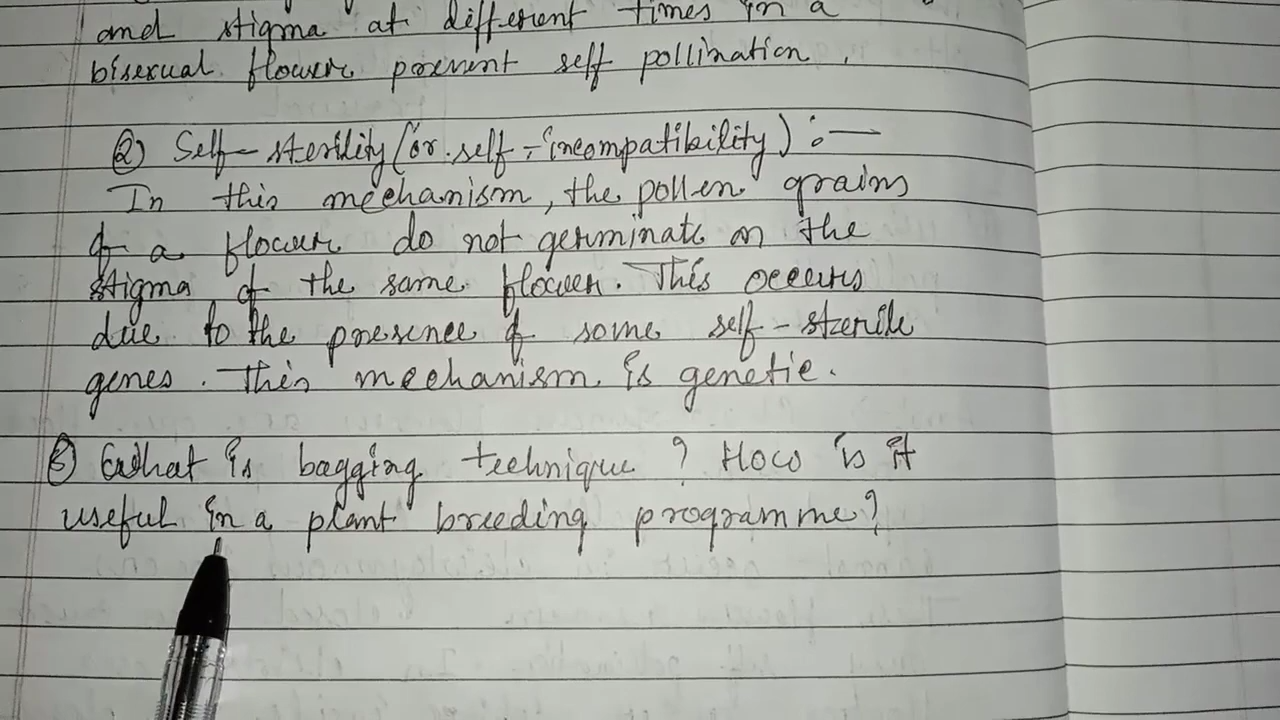 and stigma at different times in a
bisexual flower prevent self pollination.
② Self-sterility (or self-incompatibility) :—
In this mechanism, the pollen grains
of a flower do not germinate on the
stigma of the same flower. This occurs
due to the presence of some self-sterile
genes. This mechanism is genetic.
What is bagging technique? How is it
useful in a plant breeding programme?